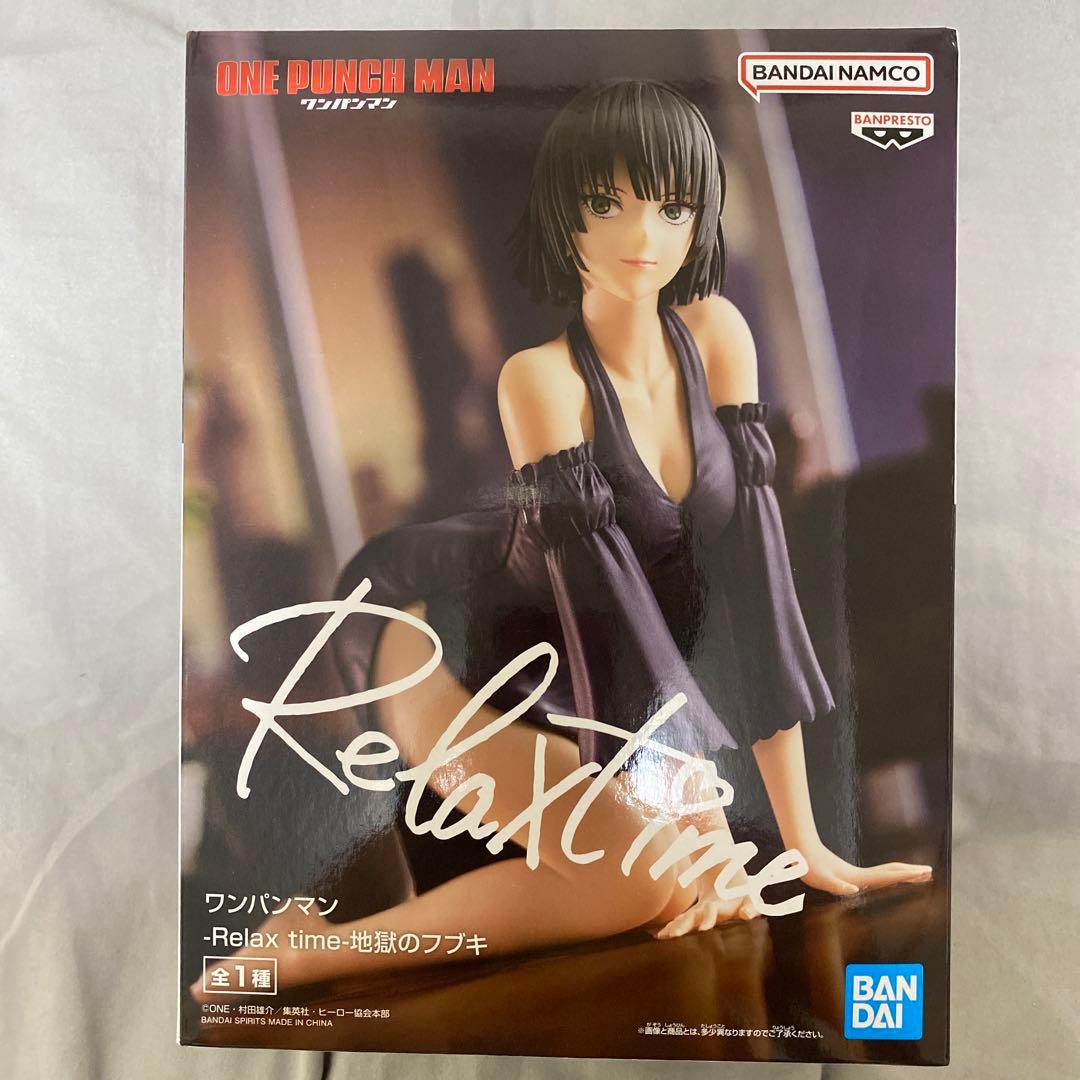 ONE PUNCH MAN
ワンパンマン
BANDAI NAMCO
BANPRESTO
Relax time
ワンパンマン
-Relax time-地獄のフブキ
全1種
©ONE・村田雄介／集英社・ヒーロー協会本部
BANDAI SPIRITS MADE IN CHINA
※画像と商品とは、多少異なりますのでご了承ください。
BAN
DAI